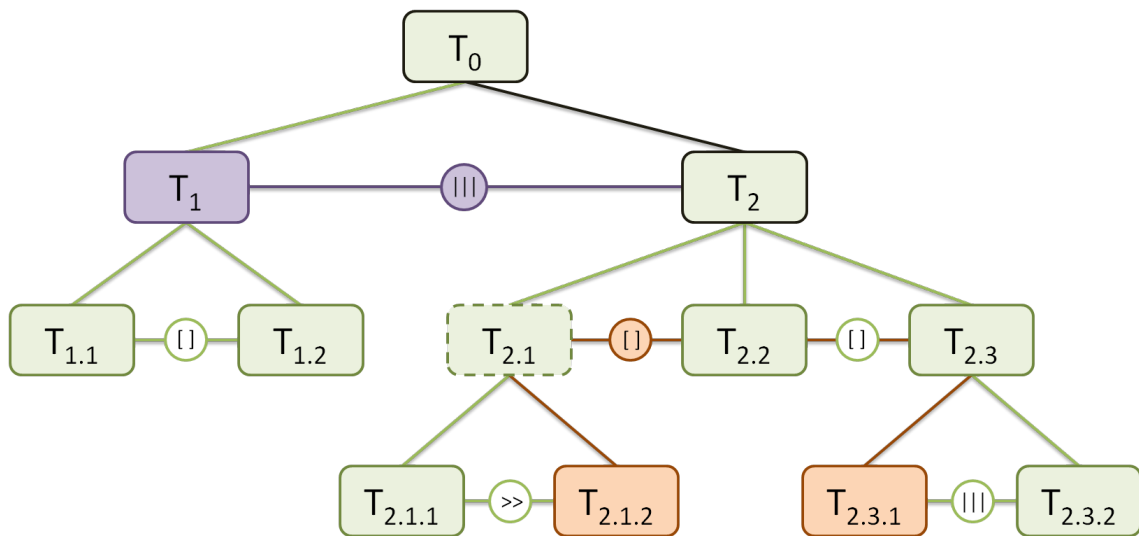 T0
T1 ||| T2
T1.1 [ ] T1.2 T2.1 [ ] T2.2 [ ] T2.3
T2.1.1 >> T2.1.2 T2.3.1 ||| T2.3.2